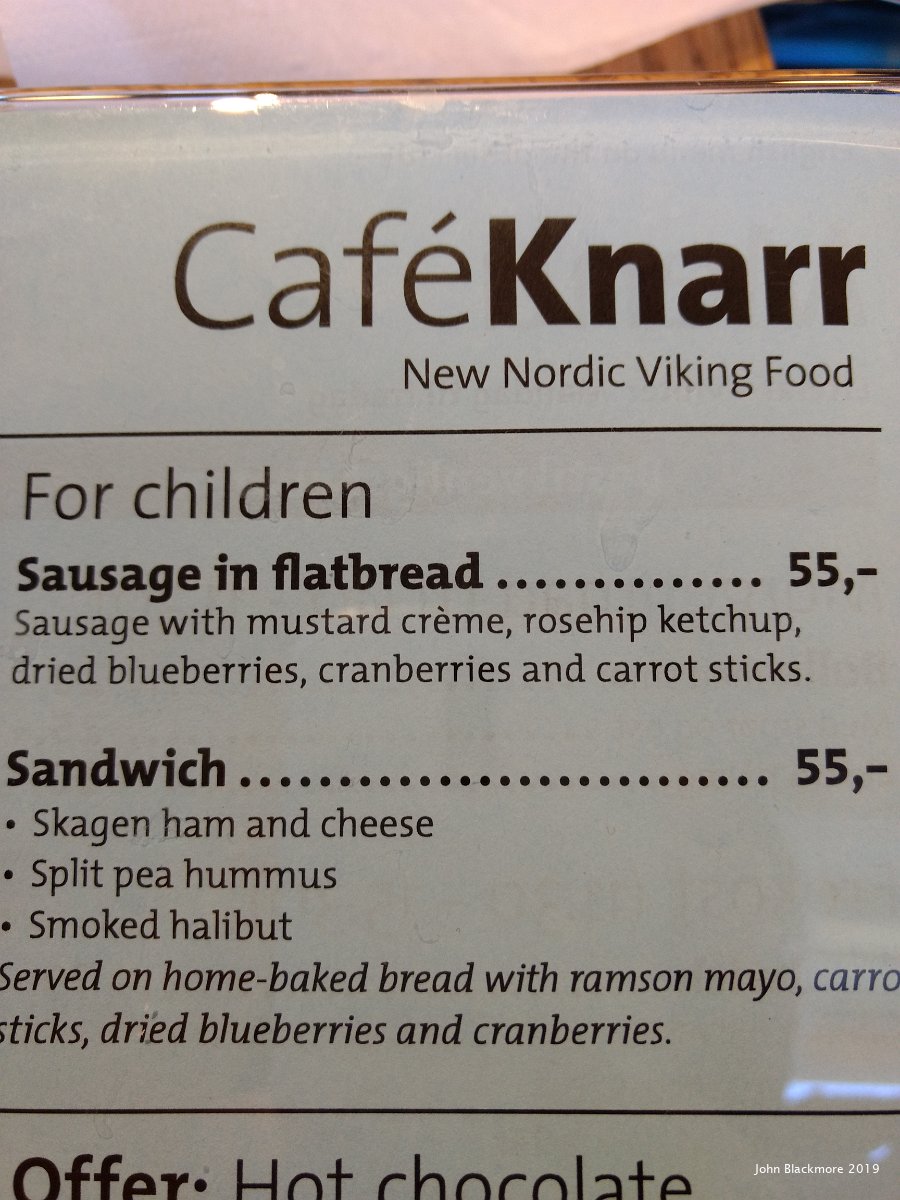 CaféKnarr
New Nordic Viking Food
For children
Sausage in flatbread .............. 55,-
Sausage with mustard crème, rosehip ketchup,
dried blueberries, cranberries and carrot sticks.
Sandwich ........................... 55,-
• Skagen ham and cheese
• Split pea hummus
• Smoked halibut
Served on home-baked bread with ramson mayo, carro
sticks, dried blueberries and cranberries.
Offer: Hot chocolate
John Blackmore 2019